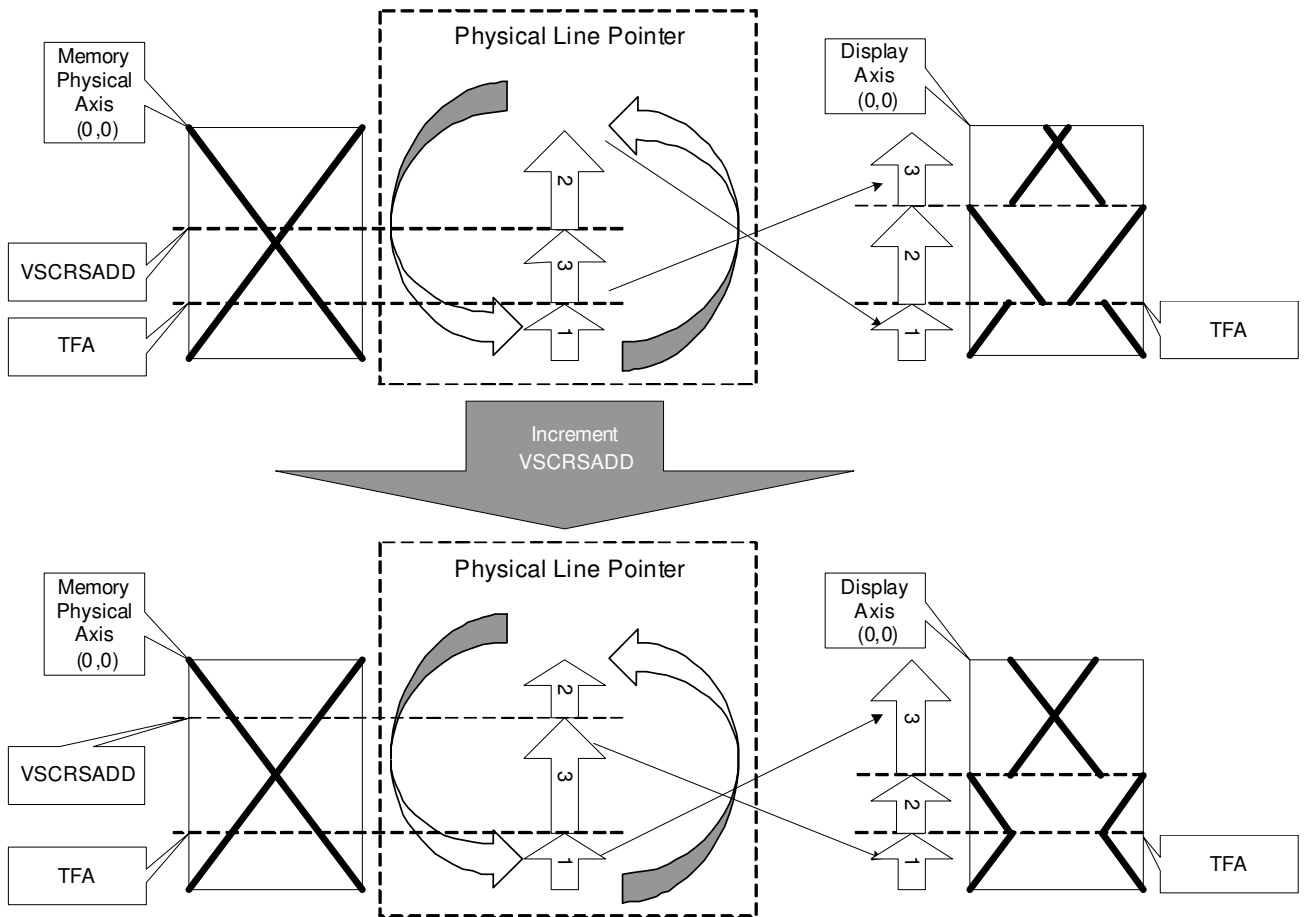 Physical Line Pointer
Memory
Physical
Axis
(0,0)
Display
Axis
(0,0)
3
2
2
VSCRSADD
3
TFA
1
1
TFA
Increment
VSCRSADD
Physical Line Pointer
Memory
Physical
Axis
(0,0)
Display
Axis
(0,0)
2
3
VSCRSADD
3
2
TFA
1
1
TFA